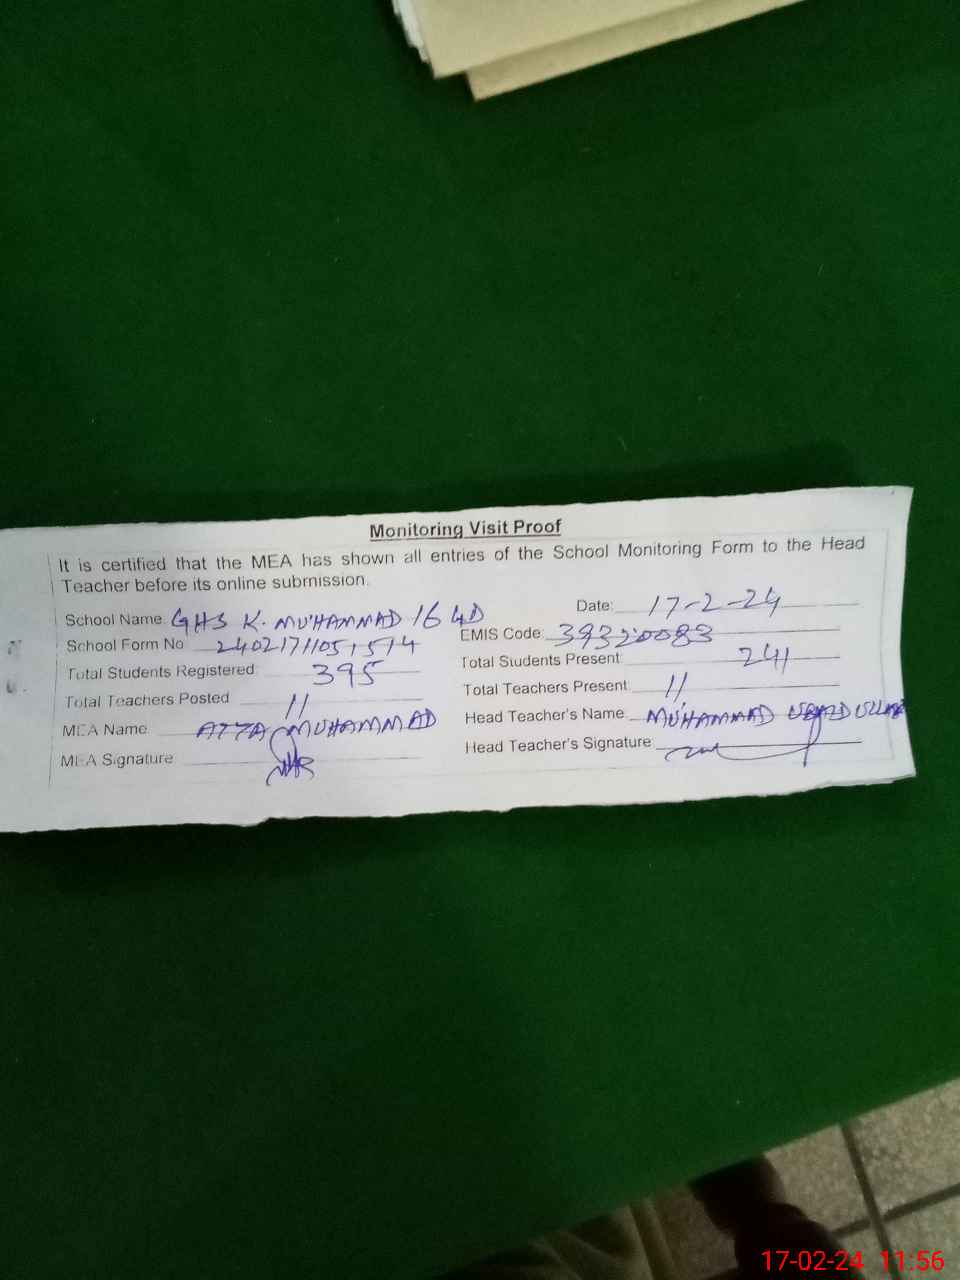 Monitoring Visit Proof
It is certified that the MEA has shown all entries of the School Monitoring Form to the Head
Teacher before its online submission.
School Name GHS K. MUHAMMAD 16 4D Date: 17-2-24
School Form No EMIS Code: 39320083
Total Students Registered: 395 Total Students Present: 241
Total Teachers Posted 11 Total Teachers Present 11
MEA Name ATTA MUHAMMAD Head Teacher's Name MUHAMMAD
MEA Signature Head Teacher's Signature
17-02-24 11:56